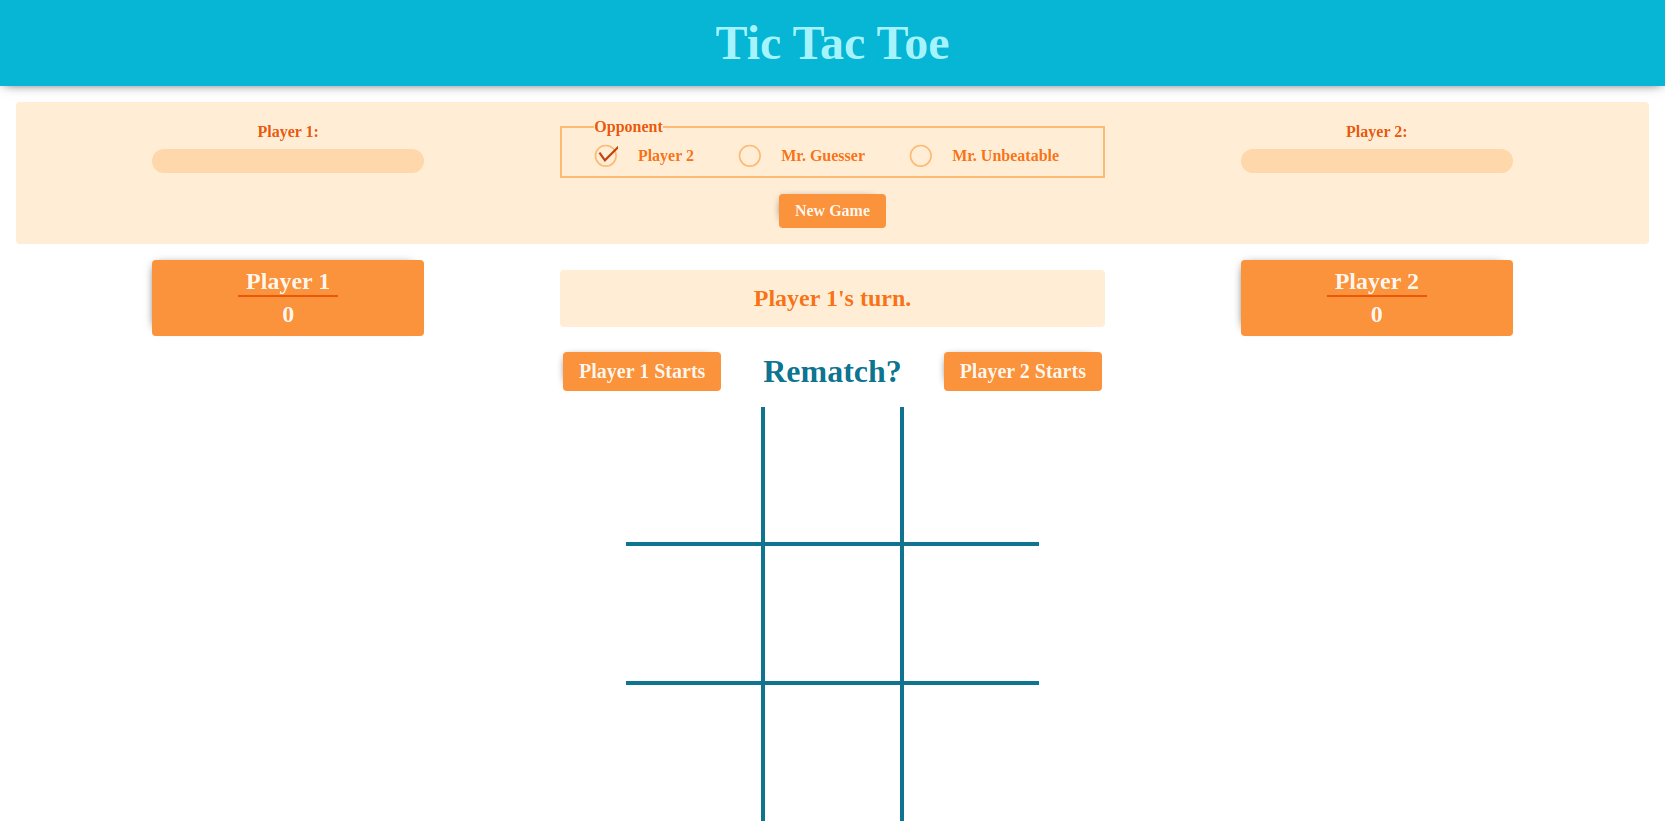 Tic Tac Toe
Player 1:
Opponent
Player 2
Mr. Guesser
Mr. Unbeatable
New Game
Player 2:
Player 1
0
Player 1's turn.
Player 2
0
Player 1 Starts
Rematch?
Player 2 Starts